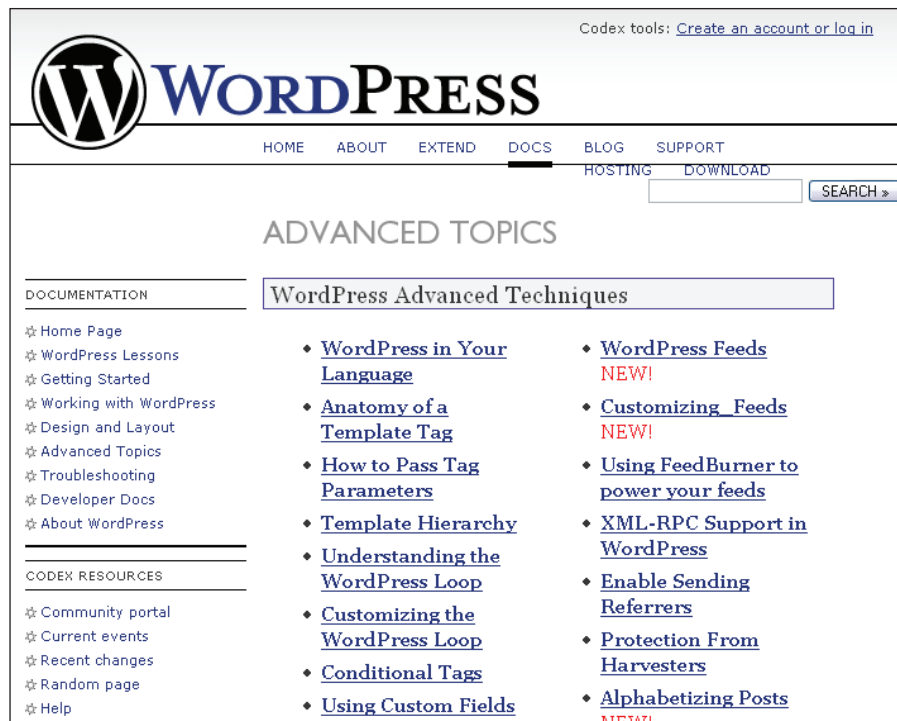 Codex tools: Create an account or log in
WORDPRESS
HOME ABOUT EXTEND DOCS BLOG SUPPORT
HOSTING DOWNLOAD
SEARCH »
ADVANCED TOPICS
DOCUMENTATION
Home Page
WordPress Lessons
Getting Started
Working with WordPress
Design and Layout
Advanced Topics
Troubleshooting
Developer Docs
About WordPress
CODEX RESOURCES
Community portal
Current events
Recent changes
Random page
Help
WordPress Advanced Techniques
WordPress in Your
Language
Anatomy of a
Template Tag
How to Pass Tag
Parameters
Template Hierarchy
Understanding the
WordPress Loop
Customizing the
WordPress Loop
Conditional Tags
Using Custom Fields
WordPress Feeds
NEW!
Customizing_Feeds
NEW!
Using FeedBurner to
power your feeds
XML-RPC Support in
WordPress
Enable Sending
Referrers
Protection From
Harvesters
Alphabetizing Posts
NEW!